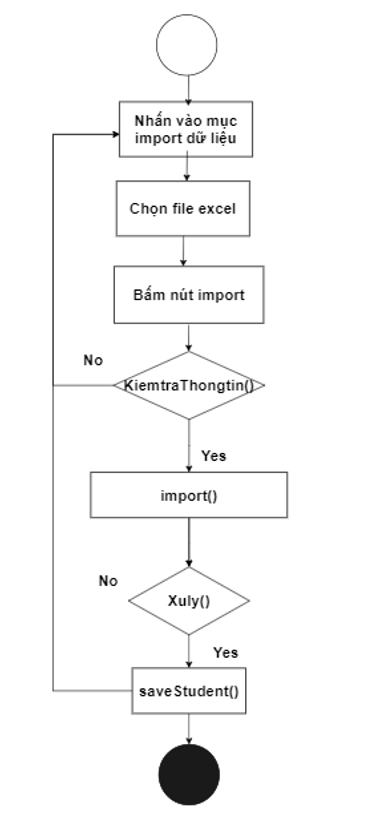 Nhấn vào mục
import dữ liệu
Chọn file excel
Bấm nút import
No
KiemtraThongtin()
Yes
import()
No
Xuly()
Yes
saveStudent()